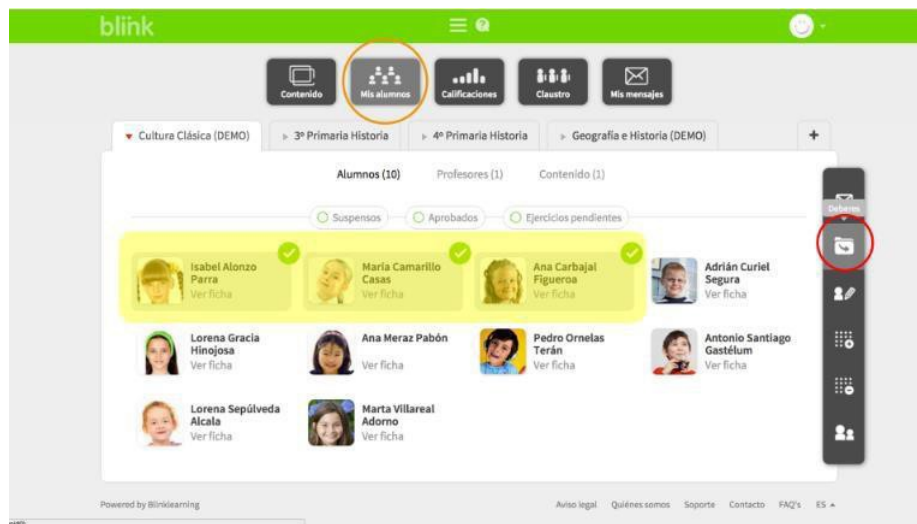 blink
Contenido
Mis alumnos
Calificaciones
Claustro
Mis mensajes
Cultura Clásica (DEMO)
3º Primaria Historia
4º Primaria Historia
Geografía e Historia (DEMO)
+
Alumnos (10)
Profesores (1)
Contenido (1)
Suspensos
Aprobados
Ejercicios pendientes
Deberes
Isabel Alonzo
Parra
Ver ficha
María Camarillo
Casas
Ver ficha
Ana Carbajal
Figueroa
Ver ficha
Adrián Curiel
Segura
Ver ficha
Lorena Gracia
Hinojosa
Ver ficha
Ana Meraz Pabón
Ver ficha
Pedro Ornelas
Terán
Ver ficha
Antonio Santiago
Gastélum
Ver ficha
Lorena Sepúlveda
Alcala
Ver ficha
Marta Villareal
Adorno
Ver ficha
Powered by Blinklearning
Aviso legal
Quiénes somos
Soporte
Contacto
FAQ's
ES